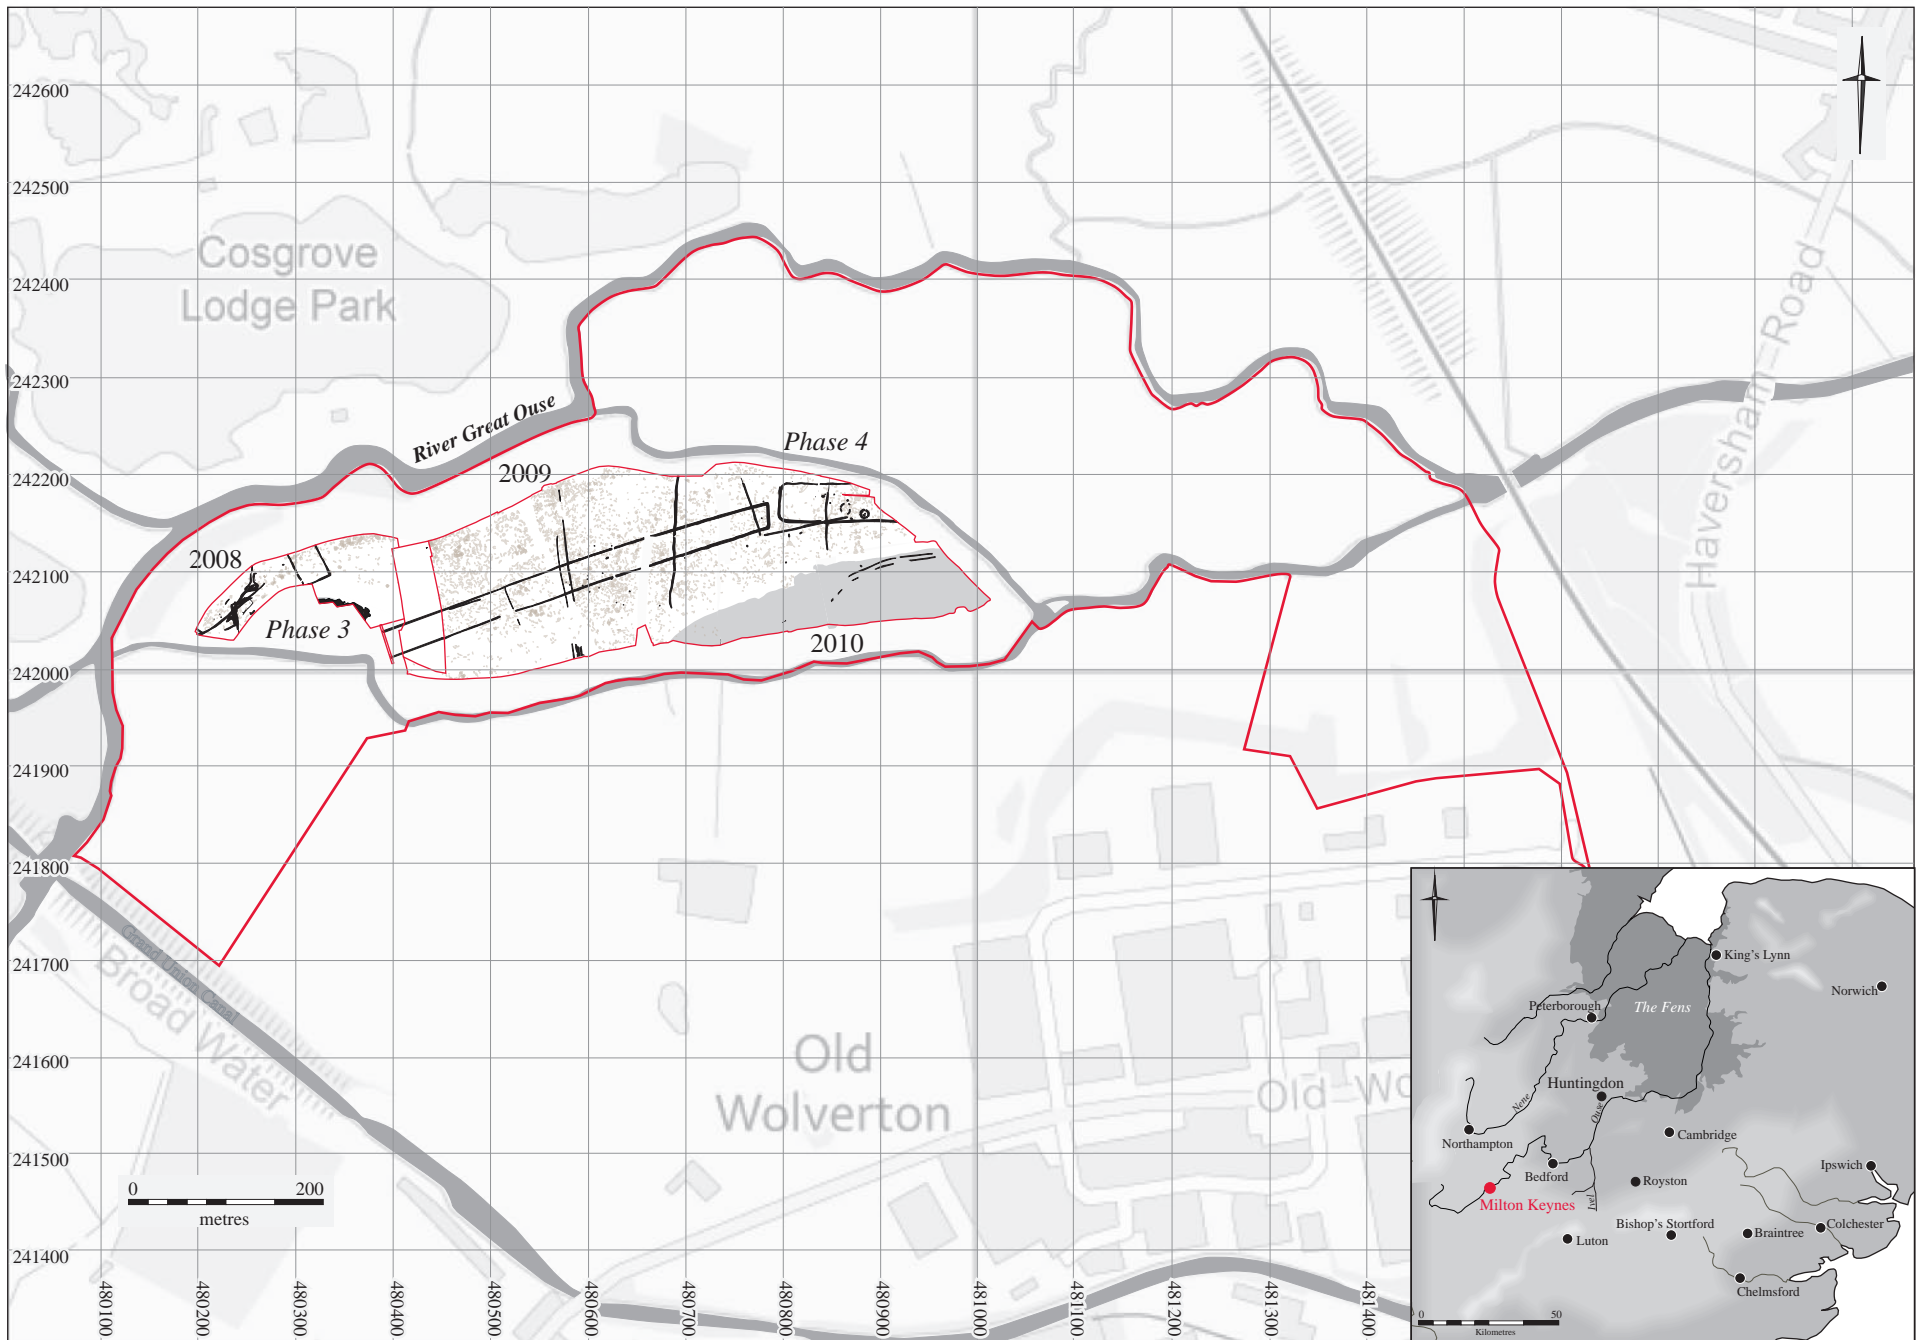 242600
242500
242400
242300
242200
242100
242000
241900
241800
241700
241600
241500
241400
480100
480200
480300
480400
480500
480600
480700
480800
480900
481000
481100
481200
481300
481400
Cosgrove
Lodge Park
River Great Ouse
Phase 4
2009
2008
Phase 3
2010
Haversham Road
Grand Union Canal
Broad Water
Old
Wolverton
Old Wo
0 200
metres
King's Lynn
Norwich
Peterborough
The Fens
Huntingdon
Nene
Ouse
Northampton
Cambridge
Bedford
Ipswich
Royston
Ivel
Milton Keynes
Bishop's Stortford
Colchester
Luton
Braintree
Chelmsford
0 50
Kilometres